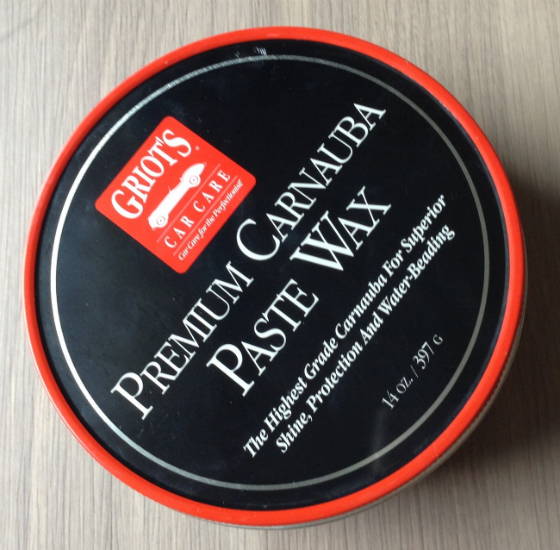 GRIOT'S
CAR CARE
Car Care for the Perfectionist
PREMIUM CARNAUBA
PASTE WAX
The Highest Grade Carnauba For Superior
Shine, Protection And Water-Beading
14 OZ. / 397 G